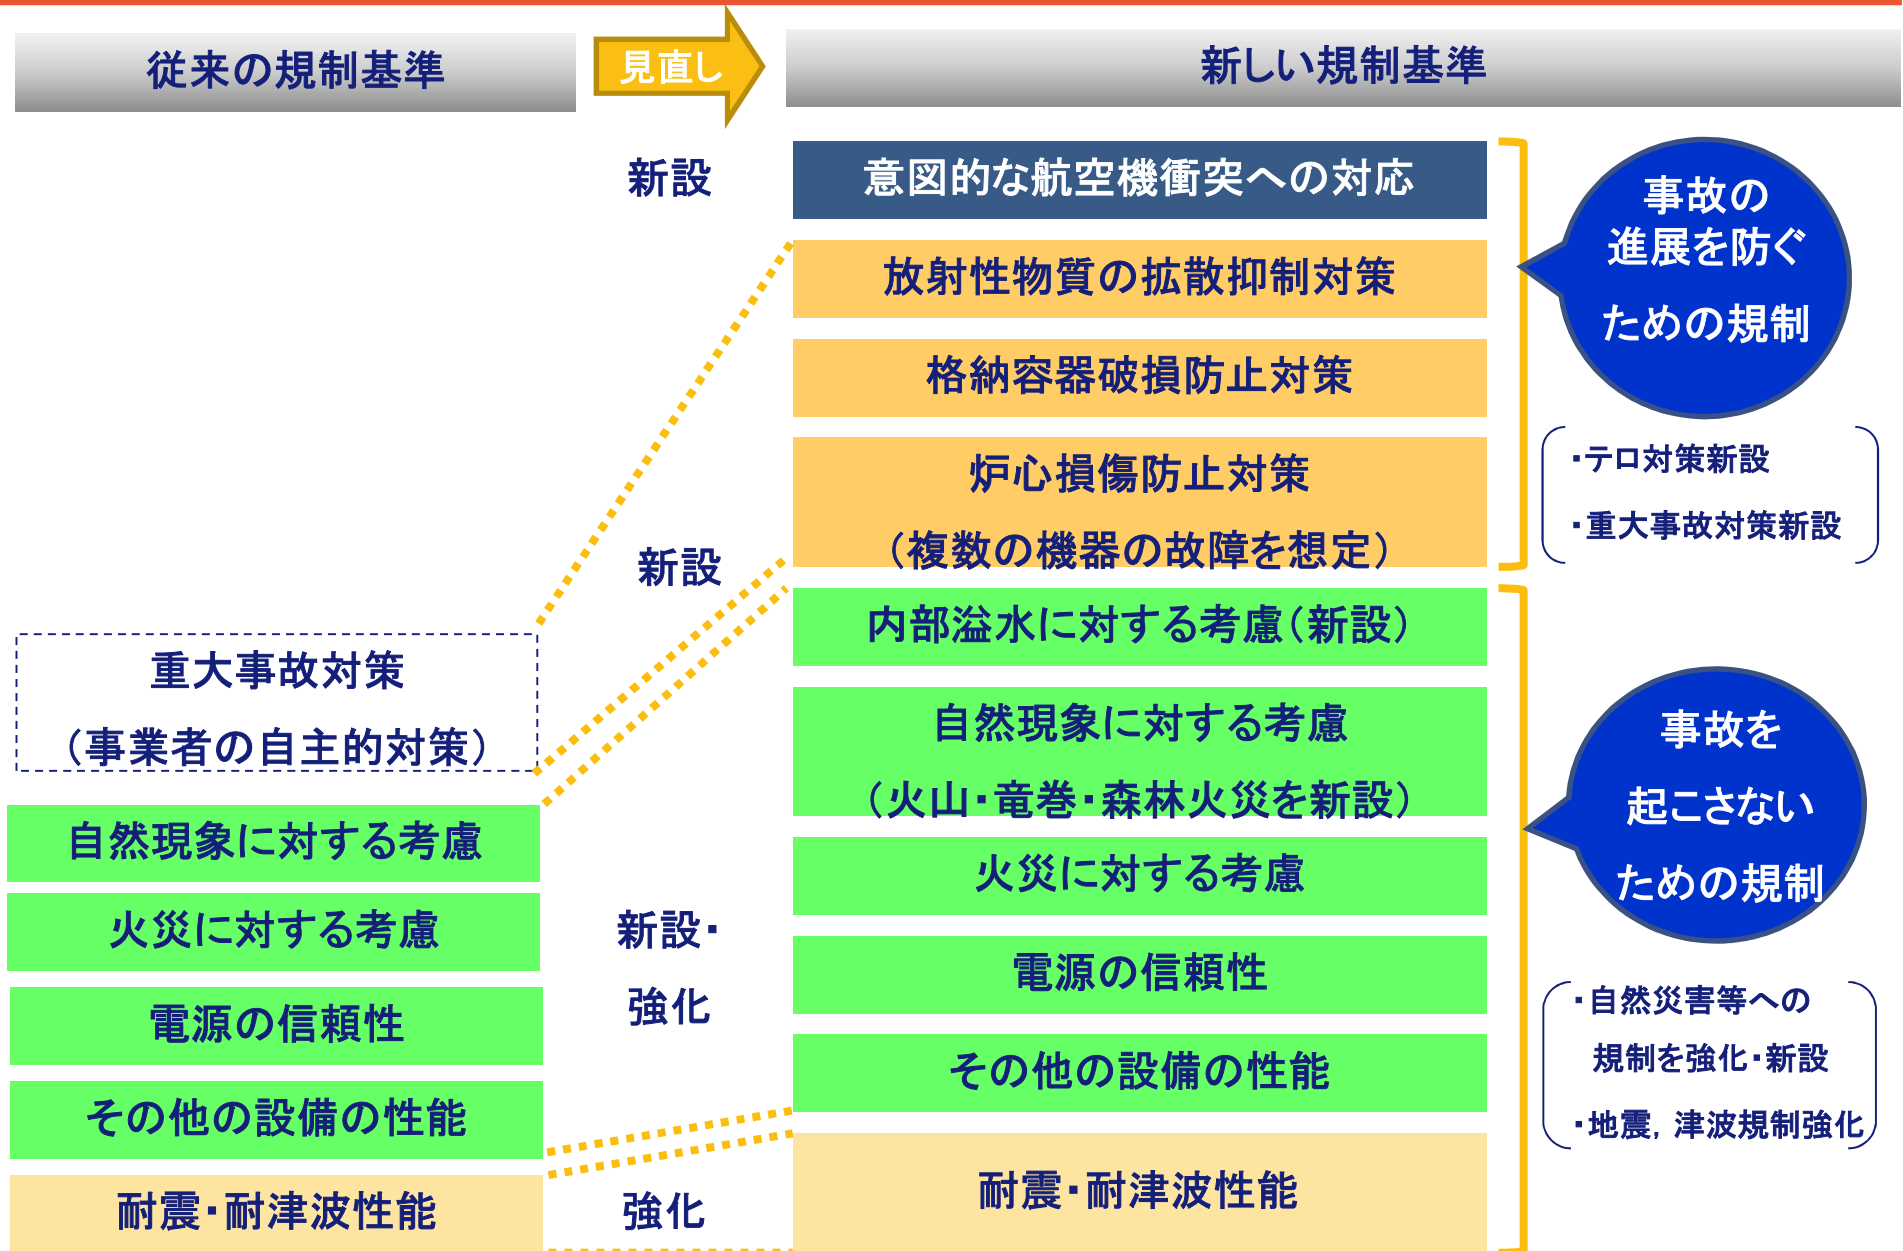 従来の規制基準
見直し
新しい規制基準
新設
意図的な航空機衝突への対応
放射性物質の拡散抑制対策
格納容器破損防止対策
新設
炉心損傷防止対策
（複数の機器の故障を想定）
重大事故対策
（事業者の自主的対策）
内部溢水に対する考慮（新設）
自然現象に対する考慮
（火山・竜巻・森林火災を新設）
自然現象に対する考慮
火災に対する考慮
新設・
強化
火災に対する考慮
電源の信頼性
電源の信頼性
その他の設備の性能
その他の設備の性能
耐震・耐津波性能
強化
耐震・耐津波性能
事故の
進展を防ぐ
ための規制
・テロ対策新設
・重大事故対策新設
事故を
起こさない
ための規制
・自然災害等への
規制を強化・新設
・地震，津波規制強化